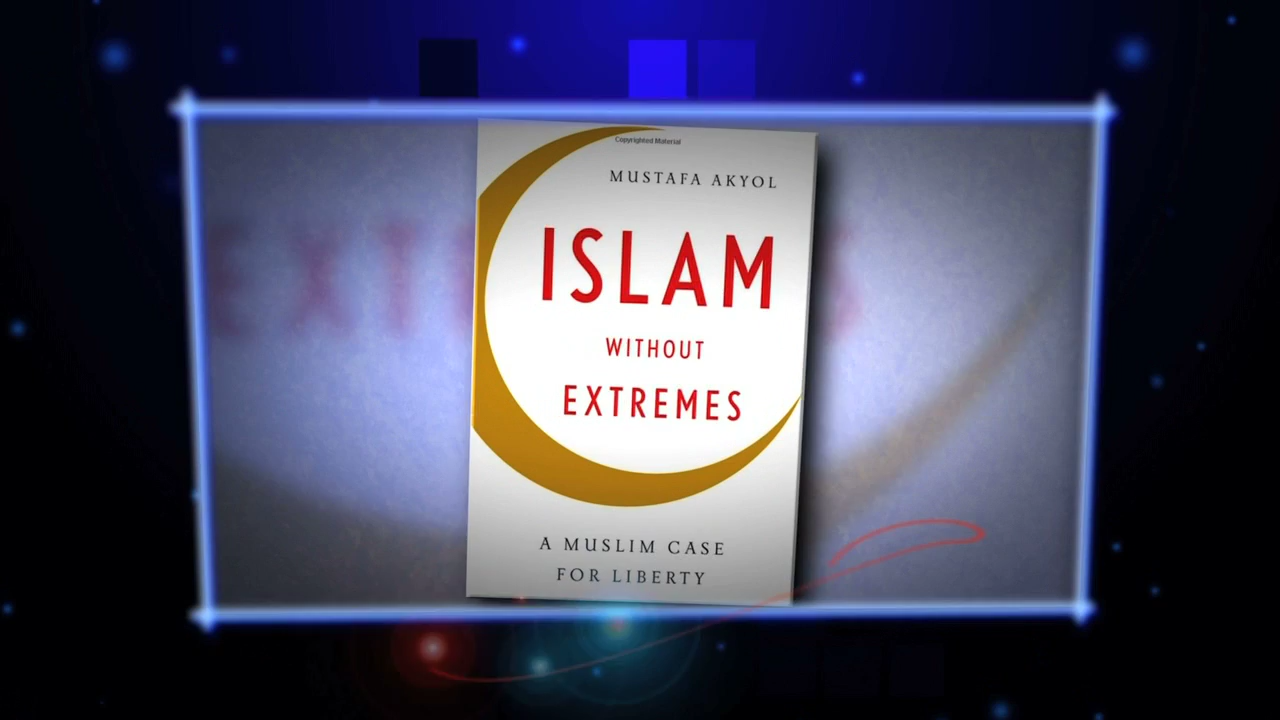 Copyrighted Material
MUSTAFA AKYOL
ISLAM
WITHOUT
EXTREMES
A MUSLIM CASE
FOR LIBERTY